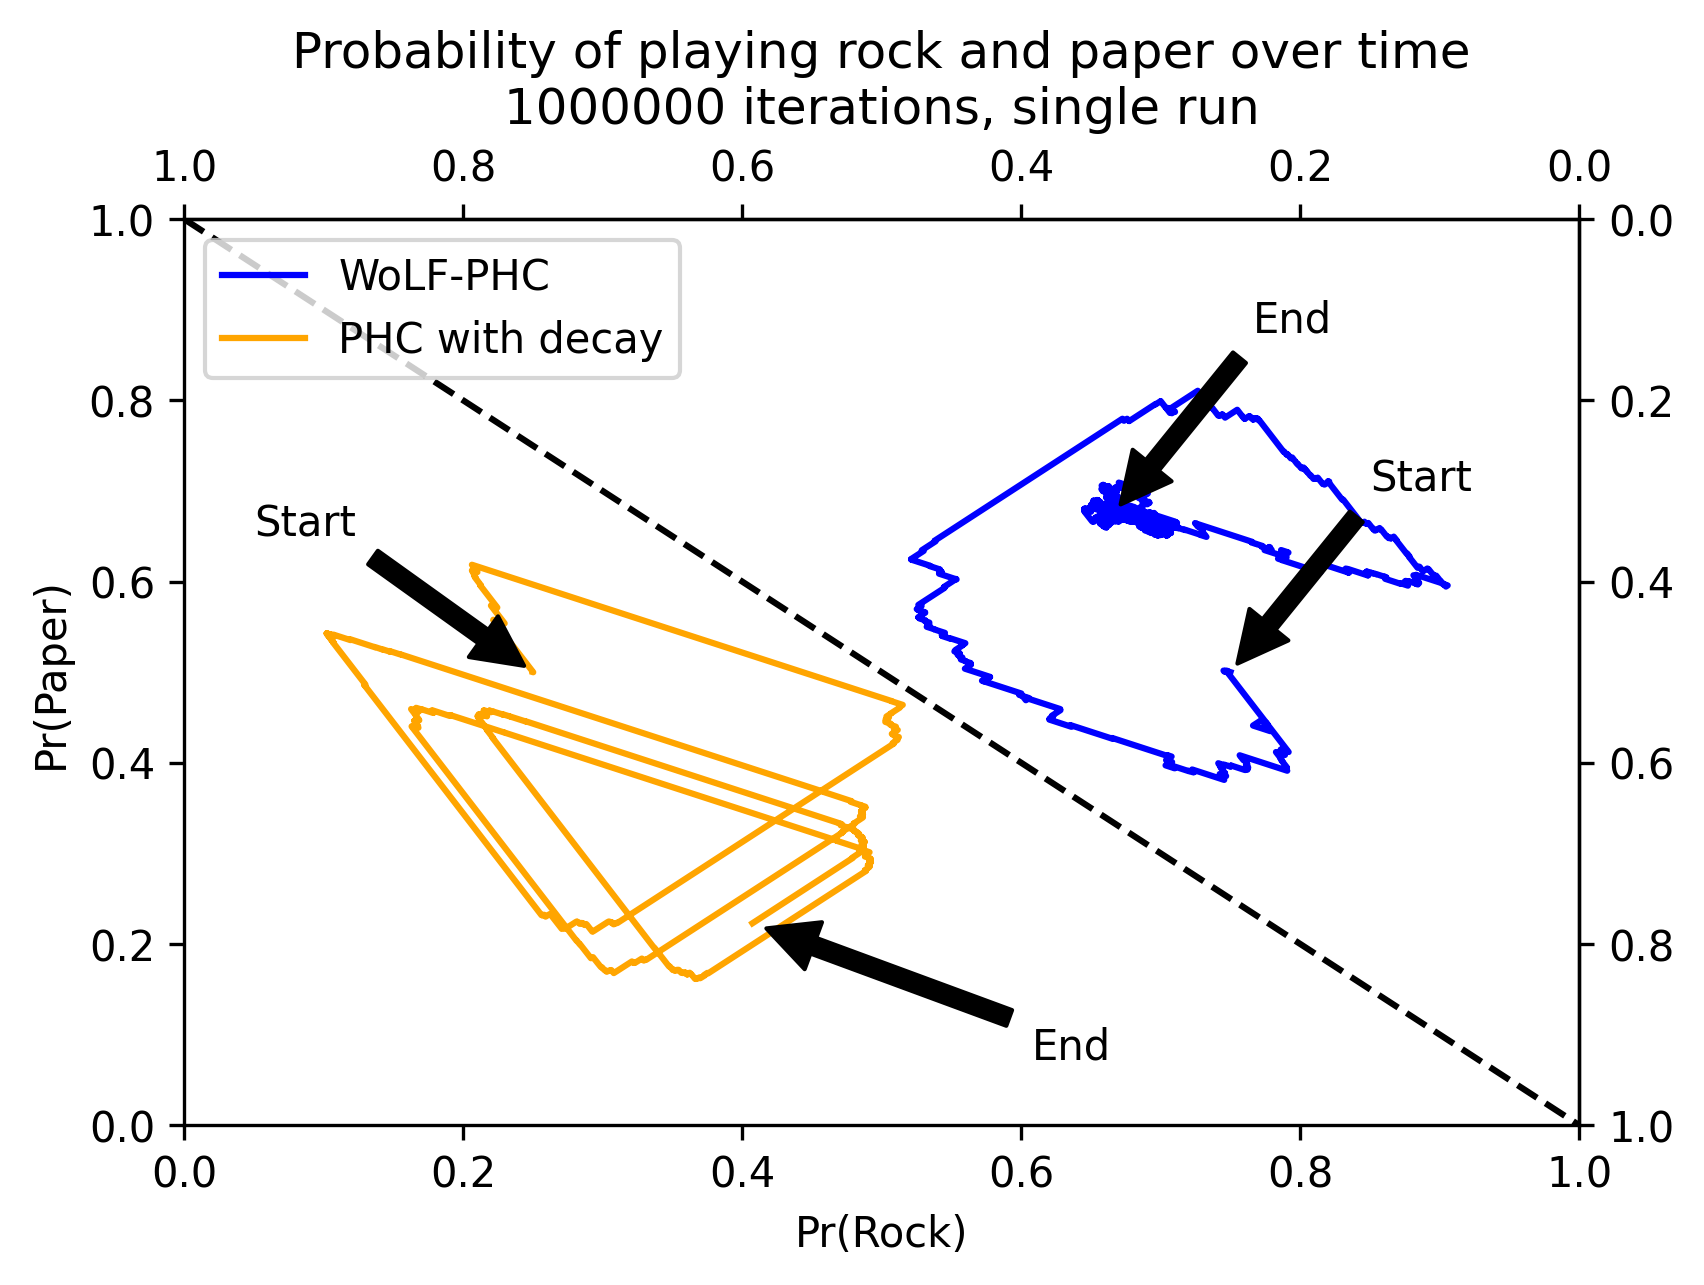 Probability of playing rock and paper over time
1000000 iterations, single run
1.0 0.8 0.6 0.4 0.2 0.0
1.0 0.0
WoLF-PHC
PHC with decay
End
0.8 0.2
Start
Start
0.6 0.4
Pr(Paper)
0.4 0.6
0.2 0.8
End
0.0 1.0
0.0 0.2 0.4 0.6 0.8 1.0
Pr(Rock)